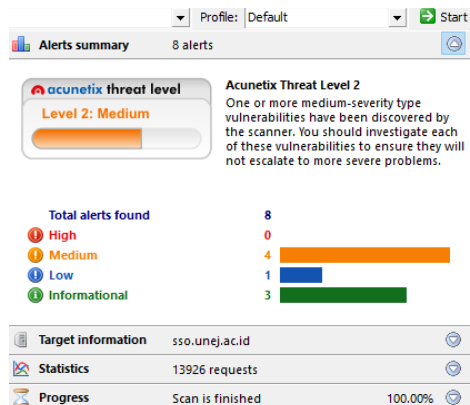 Profile: Default Start
Alerts summary 8 alerts
acunetix threat level
Level 2: Medium
Acunetix Threat Level 2
One or more medium-severity type
vulnerabilities have been discovered by
the scanner. You should investigate each
of these vulnerabilities to ensure they will
not escalate to more severe problems.
Total alerts found 8
High 0
Medium 4
Low 1
Informational 3
Target information sso.unej.ac.id
Statistics 13926 requests
Progress Scan is finished 100.00%